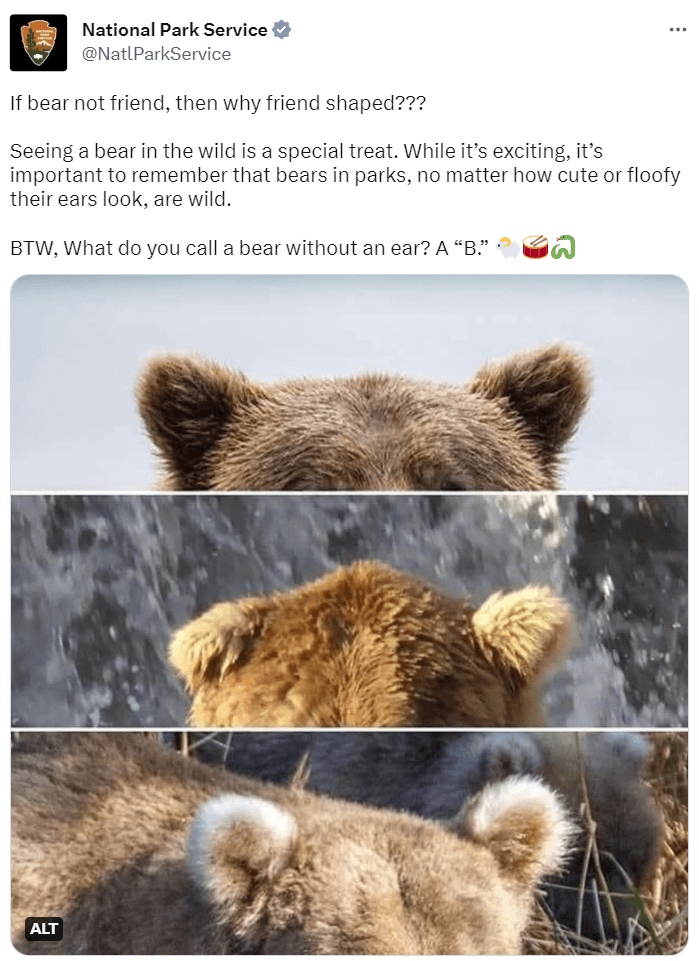 National Park Service
@NatlParkService
If bear not friend, then why friend shaped???
Seeing a bear in the wild is a special treat. While it’s exciting, it’s
important to remember that bears in parks, no matter how cute or floofy
their ears look, are wild.
BTW, What do you call a bear without an ear? A “B.” 🐑🥁🐍
ALT